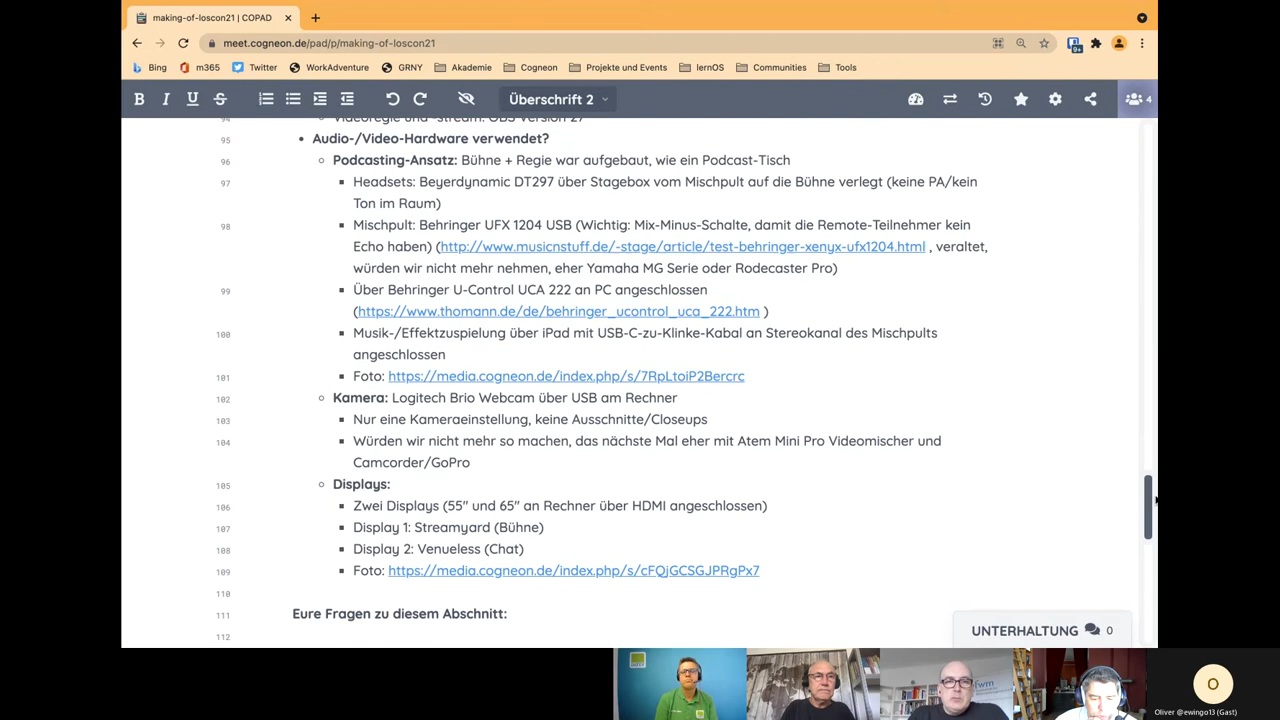 making-of-loscon21 | COPAD
meet.cogneon.de/pad/p/making-of-loscon21
9+
Bing
m365
Twitter
WorkAdventure
GRNY
Akademie
Cogneon
Projekte und Events
lernOS
Communities
Tools
B I U S
Überschrift 2
4
94 Videoregie und -stream: OBS Version 27
95 Audio-/Video-Hardware verwendet?
96 Podcasting-Ansatz: Bühne + Regie war aufgebaut, wie ein Podcast-Tisch
97 Headsets: Beyerdynamic DT297 über Stagebox vom Mischpult auf die Bühne verlegt (keine PA/kein
Ton im Raum)
98 Mischpult: Behringer UFX 1204 USB (Wichtig: Mix-Minus-Schalte, damit die Remote-Teilnehmer kein
Echo haben) (http://www.musicnstuff.de/-stage/article/test-behringer-xenyx-ufx1204.html , veraltet,
würden wir nicht mehr nehmen, eher Yamaha MG Serie oder Rodecaster Pro)
99 Über Behringer U-Control UCA 222 an PC angeschlossen
(https://www.thomann.de/de/behringer_ucontrol_uca_222.htm )
100 Musik-/Effektzuspielung über iPad mit USB-C-zu-Klinke-Kabal an Stereokanal des Mischpults
angeschlossen
101 Foto: https://media.cogneon.de/index.php/s/7RpLtoiP2Bercrc
102 Kamera: Logitech Brio Webcam über USB am Rechner
103 Nur eine Kameraeinstellung, keine Ausschnitte/Closeups
104 Würden wir nicht mehr so machen, das nächste Mal eher mit Atem Mini Pro Videomischer und
Camcorder/GoPro
105 Displays:
106 Zwei Displays (55" und 65" an Rechner über HDMI angeschlossen)
107 Display 1: Streamyard (Bühne)
108 Display 2: Venueless (Chat)
109 Foto: https://media.cogneon.de/index.php/s/cFQjGCSGJPRgPx7
110
111 Eure Fragen zu diesem Abschnitt:
112
UNTERHALTUNG 0
O
Oliver @ewingo13 (Gast)